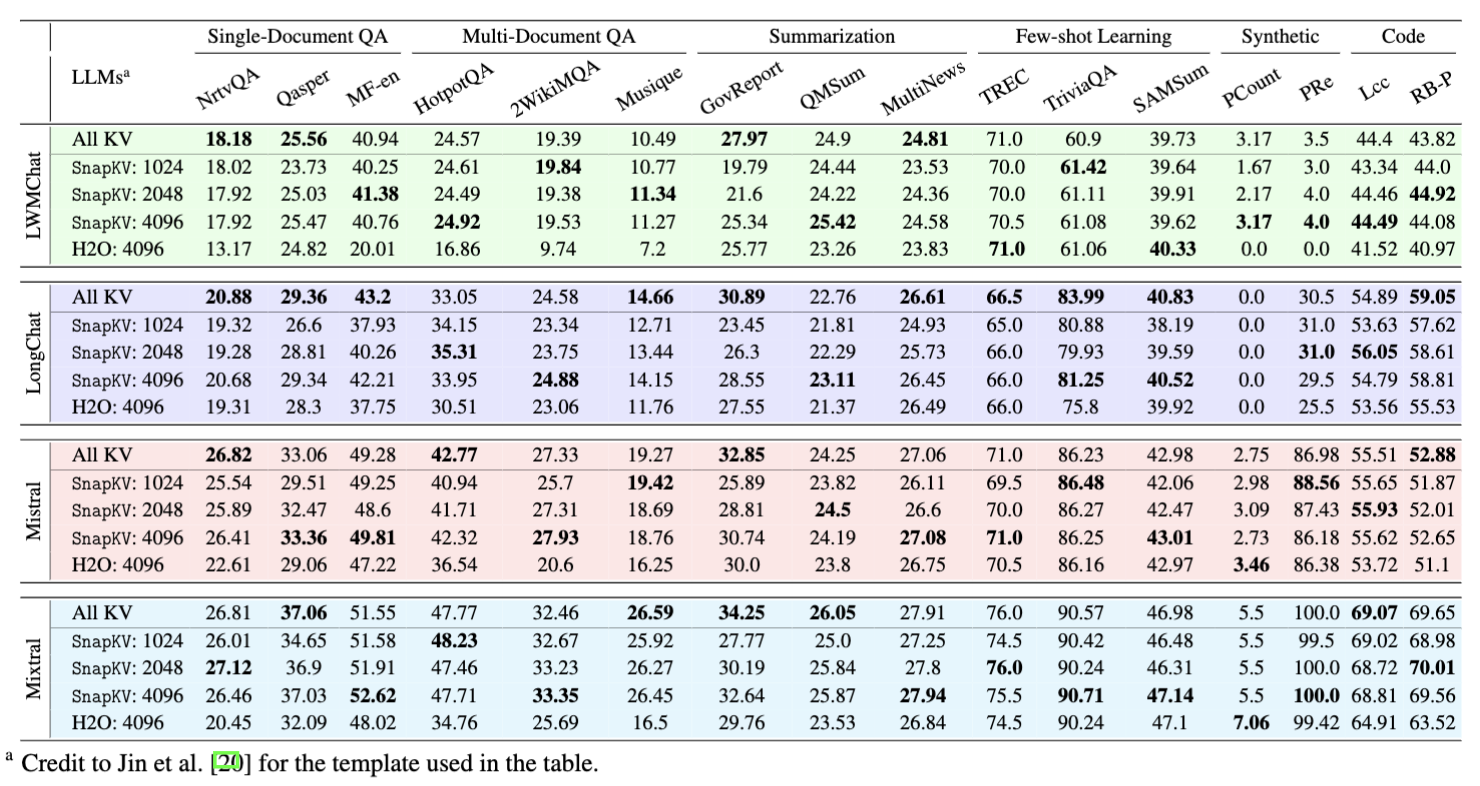 Single-Document QA Multi-Document QA Summarization Few-shot Learning Synthetic Code
LLMsᵃ NrtvQA Qasper MF-en HotpotQA 2WikiMQA Musique GovReport QMSum MultiNews TREC TriviaQA SAMSum PCount PRe Lcc RB-P
LWMChat
All KV 18.18 25.56 40.94 24.57 19.39 10.49 27.97 24.9 24.81 71.0 60.9 39.73 3.17 3.5 44.4 43.82
SnapKV: 1024 18.02 23.73 40.25 24.61 19.84 10.77 19.79 24.44 23.53 70.0 61.42 39.64 1.67 3.0 43.34 44.0
SnapKV: 2048 17.92 25.03 41.38 24.49 19.38 11.34 21.6 24.22 24.36 70.0 61.11 39.91 2.17 4.0 44.46 44.92
SnapKV: 4096 17.92 25.47 40.76 24.92 19.53 11.27 25.34 25.42 24.58 70.5 61.08 39.62 3.17 4.0 44.49 44.08
H2O: 4096 13.17 24.82 20.01 16.86 9.74 7.2 25.77 23.26 23.83 71.0 61.06 40.33 0.0 0.0 41.52 40.97
LongChat
All KV 20.88 29.36 43.2 33.05 24.58 14.66 30.89 22.76 26.61 66.5 83.99 40.83 0.0 30.5 54.89 59.05
SnapKV: 1024 19.32 26.6 37.93 34.15 23.34 12.71 23.45 21.81 24.93 65.0 80.88 38.19 0.0 31.0 53.63 57.62
SnapKV: 2048 19.28 28.81 40.26 35.31 23.75 13.44 26.3 22.29 25.73 66.0 79.93 39.59 0.0 31.0 56.05 58.61
SnapKV: 4096 20.68 29.34 42.21 33.95 24.88 14.15 28.55 23.11 26.45 66.0 81.25 40.52 0.0 29.5 54.79 58.81
H2O: 4096 19.31 28.3 37.75 30.51 23.06 11.76 27.55 21.37 26.49 66.0 75.8 39.92 0.0 25.5 53.56 55.53
Mistral
All KV 26.82 33.06 49.28 42.77 27.33 19.27 32.85 24.25 27.06 71.0 86.23 42.98 2.75 86.98 55.51 52.88
SnapKV: 1024 25.54 29.51 49.25 40.94 25.7 19.42 25.89 23.82 26.11 69.5 86.48 42.06 2.98 88.56 55.65 51.87
SnapKV: 2048 25.89 32.47 48.6 41.71 27.31 18.69 28.81 24.5 26.6 70.0 86.27 42.47 3.09 87.43 55.93 52.01
SnapKV: 4096 26.41 33.36 49.81 42.32 27.93 18.76 30.74 24.19 27.08 71.0 86.25 43.01 2.73 86.18 55.62 52.65
H2O: 4096 22.61 29.06 47.22 36.54 20.6 16.25 30.0 23.8 26.75 70.5 86.16 42.97 3.46 86.38 53.72 51.1
Mixtral
All KV 26.81 37.06 51.55 47.77 32.46 26.59 34.25 26.05 27.91 76.0 90.57 46.98 5.5 100.0 69.07 69.65
SnapKV: 1024 26.01 34.65 51.58 48.23 32.67 25.92 27.77 25.0 27.25 74.5 90.42 46.48 5.5 99.5 69.02 68.98
SnapKV: 2048 27.12 36.9 51.91 47.46 33.23 26.27 30.19 25.84 27.8 76.0 90.24 46.31 5.5 100.0 68.72 70.01
SnapKV: 4096 26.46 37.03 52.62 47.71 33.35 26.45 32.64 25.87 27.94 75.5 90.71 47.14 5.5 100.0 68.81 69.56
H2O: 4096 20.45 32.09 48.02 34.76 25.69 16.5 29.76 23.53 26.84 74.5 90.24 47.1 7.06 99.42 64.91 63.52
ᵃ Credit to Jin et al. [20] for the template used in the table.